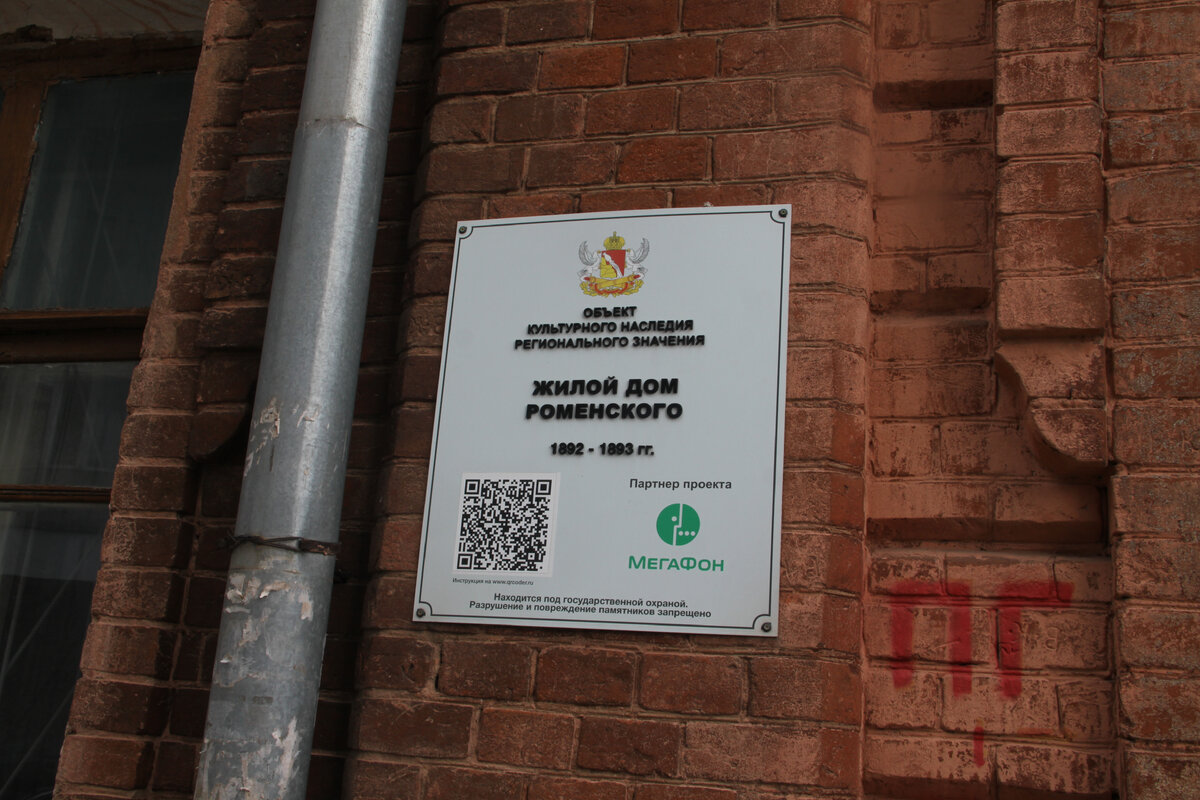 ОБЪЕКТ
КУЛЬТУРНОГО НАСЛЕДИЯ
РЕГИОНАЛЬНОГО ЗНАЧЕНИЯ
ЖИЛОЙ ДОМ
РОМЕНСКОГО
1892 - 1893 гг.
Партнер проекта
МЕГАФОН
Инструкция на www.qrcoder.ru
Находится под государственной охраной.
Разрушение и повреждение памятников запрещено
ПГ